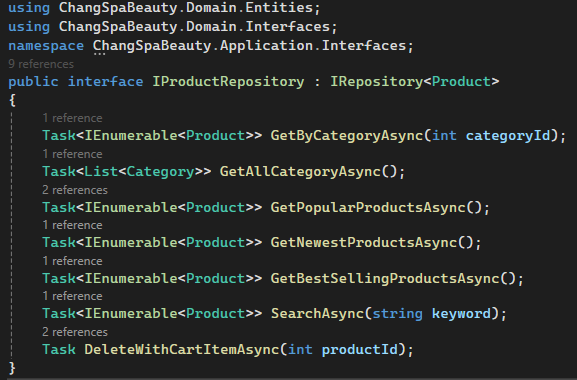 using ChangSpaBeauty.Domain.Entities;
using ChangSpaBeauty.Domain.Interfaces;
namespace ChangSpaBeauty.Application.Interfaces;
9 references
public interface IProductRepository : IRepository<Product>
{
1 reference
Task<IEnumerable<Product>> GetByCategoryAsync(int categoryId);
1 reference
Task<List<Category>> GetAllCategoryAsync();
2 references
Task<IEnumerable<Product>> GetPopularProductsAsync();
1 reference
Task<IEnumerable<Product>> GetNewestProductsAsync();
1 reference
Task<IEnumerable<Product>> GetBestSellingProductsAsync();
1 reference
Task<IEnumerable<Product>> SearchAsync(string keyword);
2 references
Task DeleteWithCartItemAsync(int productId);
}